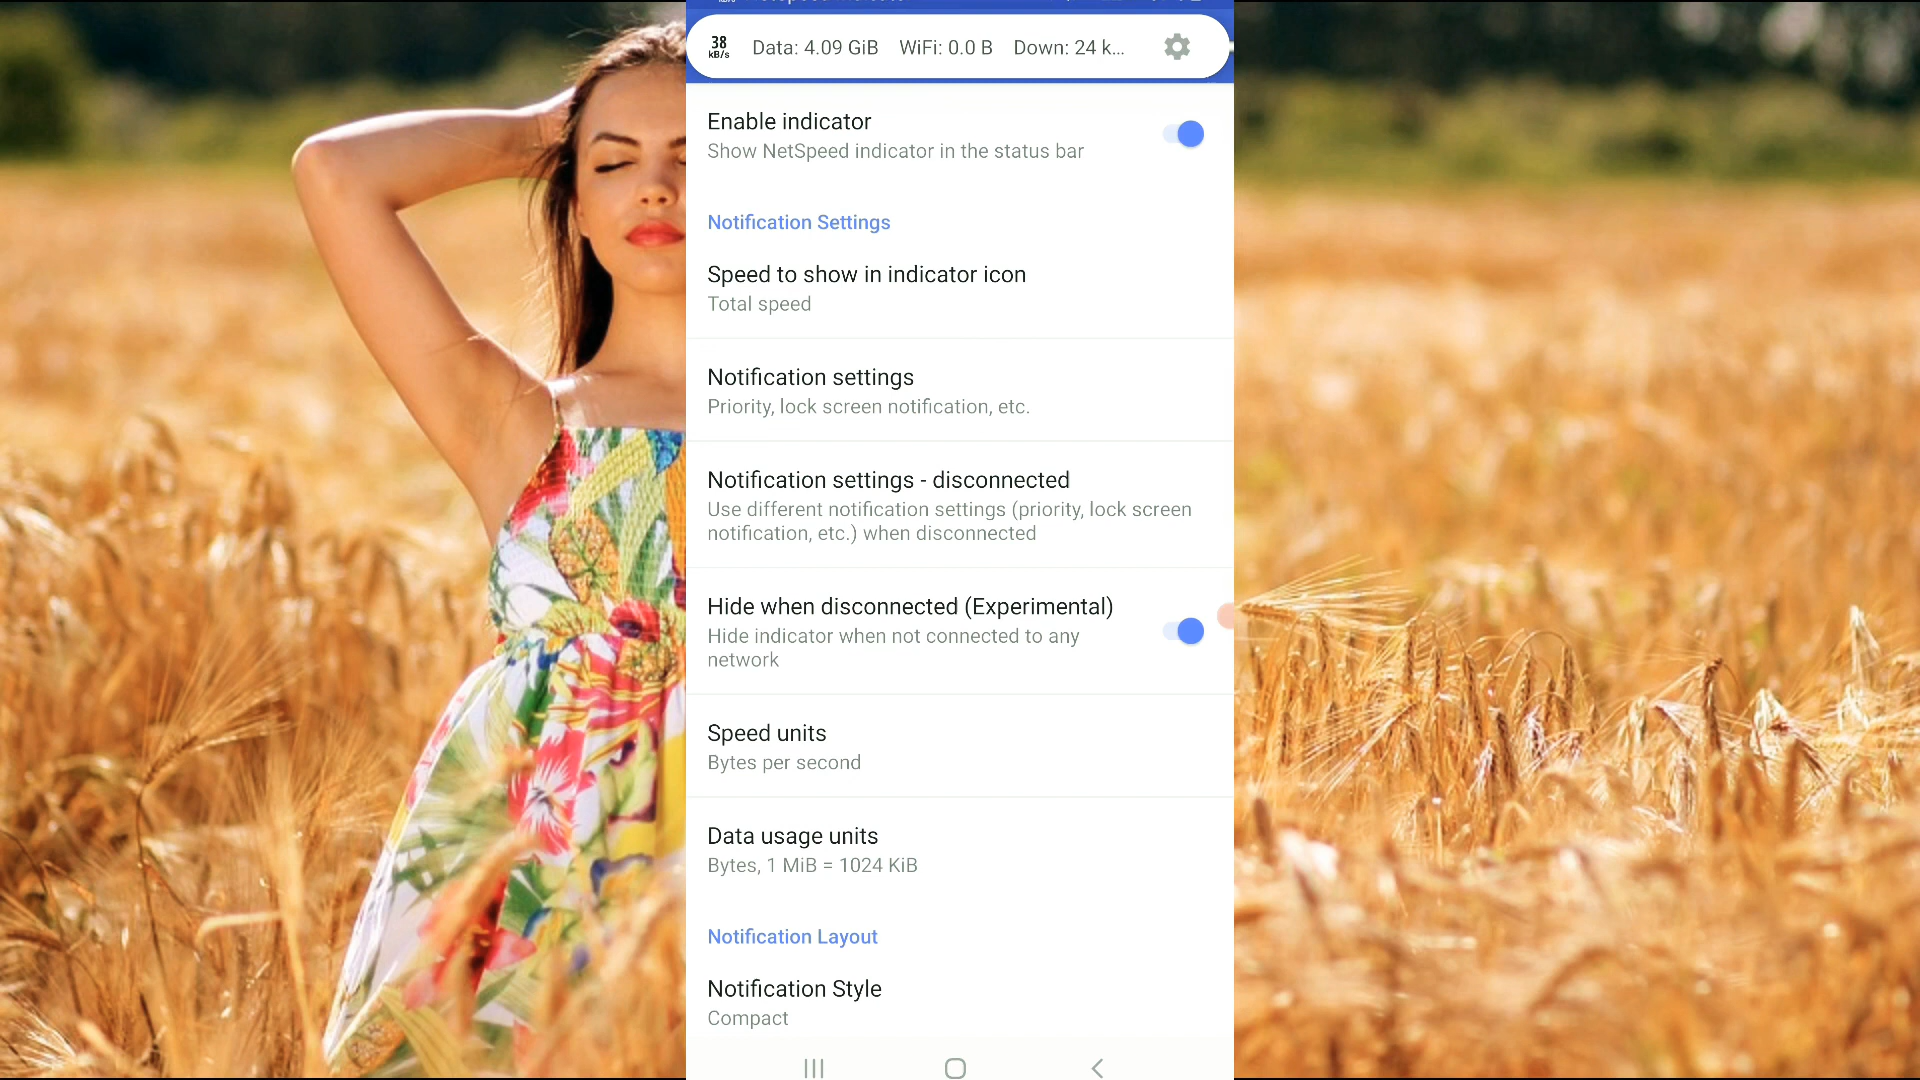 38
kB/s
Data: 4.09 GiB WiFi: 0.0 B Down: 24 k...
Enable indicator
Show NetSpeed indicator in the status bar
Notification Settings
Speed to show in indicator icon
Total speed
Notification settings
Priority, lock screen notification, etc.
Notification settings - disconnected
Use different notification settings (priority, lock screen
notification, etc.) when disconnected
Hide when disconnected (Experimental)
Hide indicator when not connected to any
network
Speed units
Bytes per second
Data usage units
Bytes, 1 MiB = 1024 KiB
Notification Layout
Notification Style
Compact